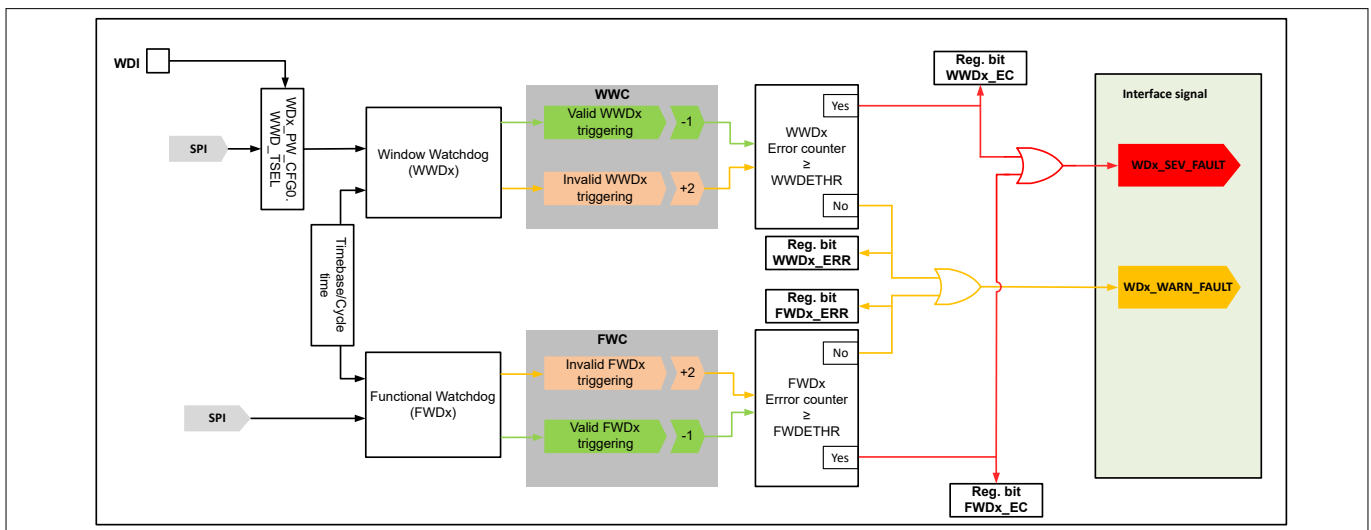 WDI
SPI
WDx_PW_CFG0.
WWD_TSEL
Timebase/Cycle
time
Window Watchdog
(WWDx)
WWC
Valid WWDx
triggering
-1
Invalid WWDx
triggering
+2
WWDx
Error counter
≥
WWDETHR
Yes
No
Reg. bit
WWDx_EC
Reg. bit
WWDx_ERR
Reg. bit
FWDx_ERR
Interface signal
WDx_SEV_FAULT
WDx_WARN_FAULT
SPI
Functional Watchdog
(FWDx)
FWC
Invalid FWDx
triggering
+2
Valid FWDx
triggering
-1
No
FWDx
Errror counter
≥
FWDETHR
Yes
Reg. bit
FWDx_EC